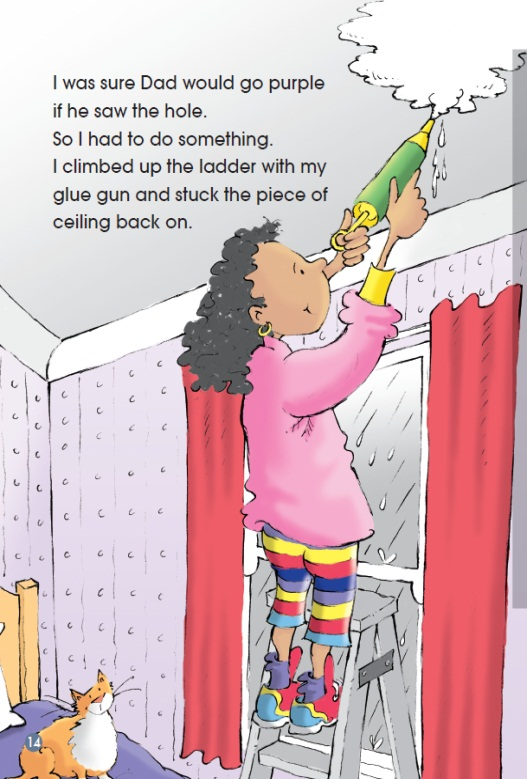 I was sure Dad would go purple
if he saw the hole.
So I had to do something.
I climbed up the ladder with my
glue gun and stuck the piece of
ceiling back on.
14